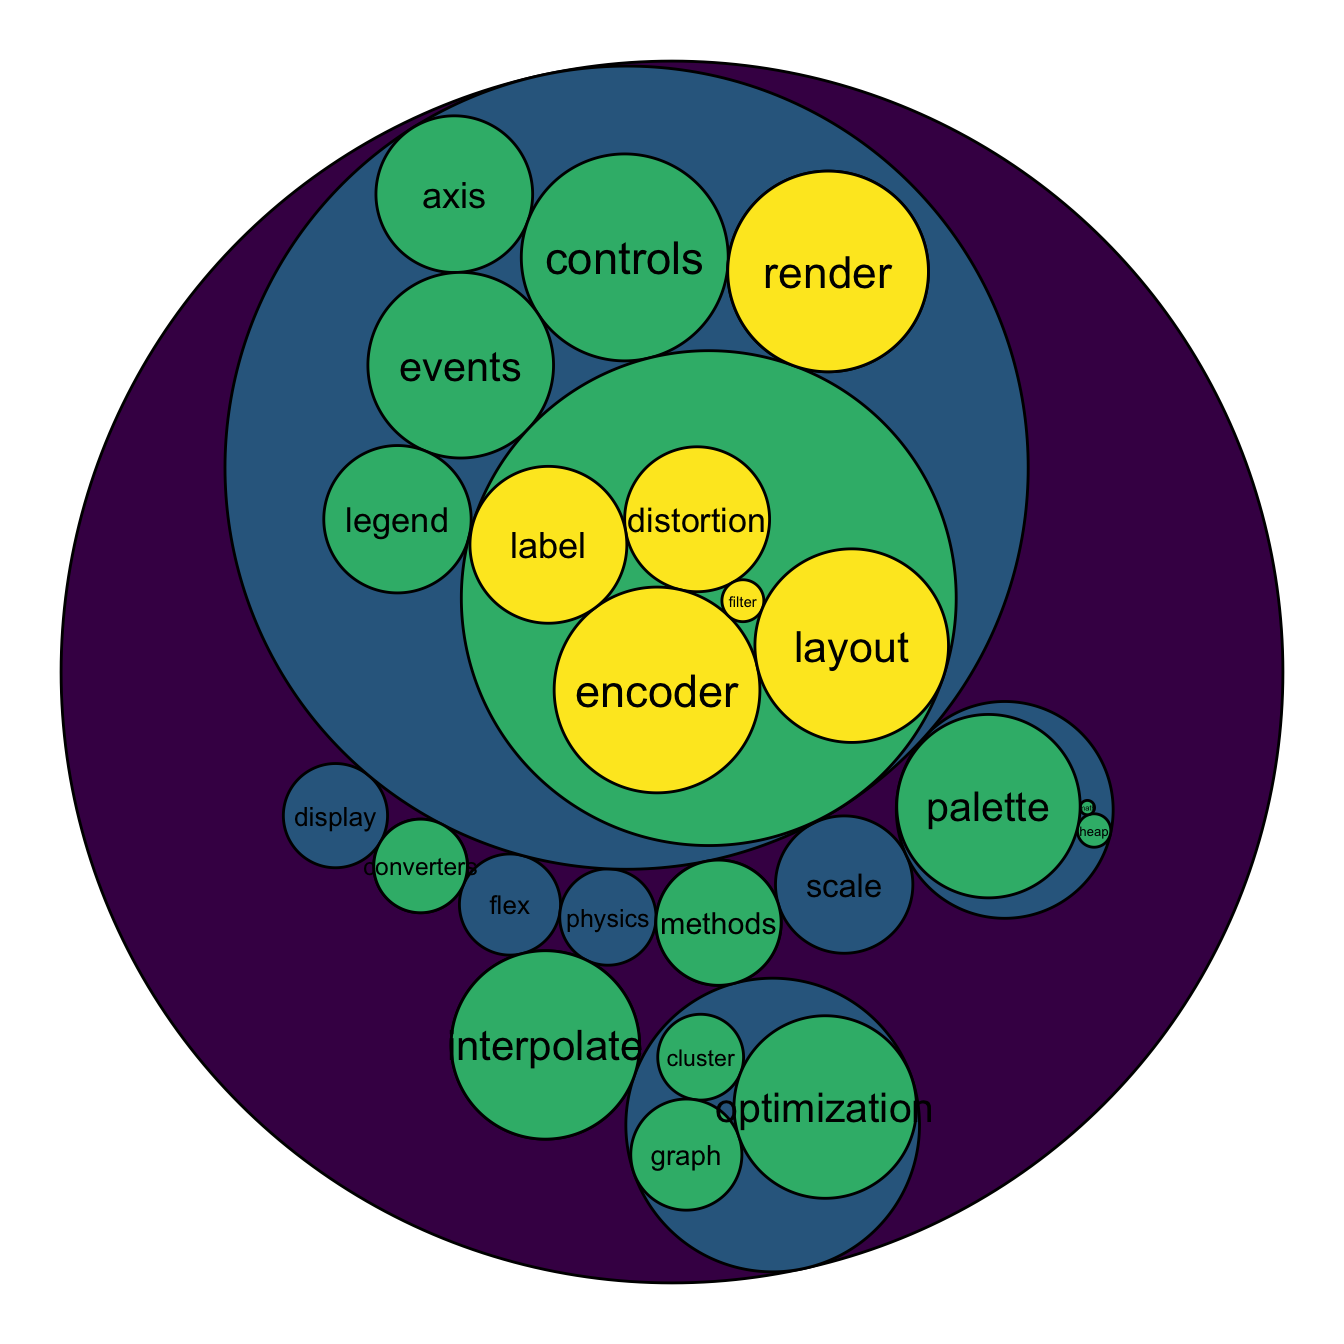 axis
controls
render
events
legend
label
distortion
filter
layout
encoder
display
converters
flex
physics
methods
scale
palette
heap
interpolate
cluster
optimization
graph